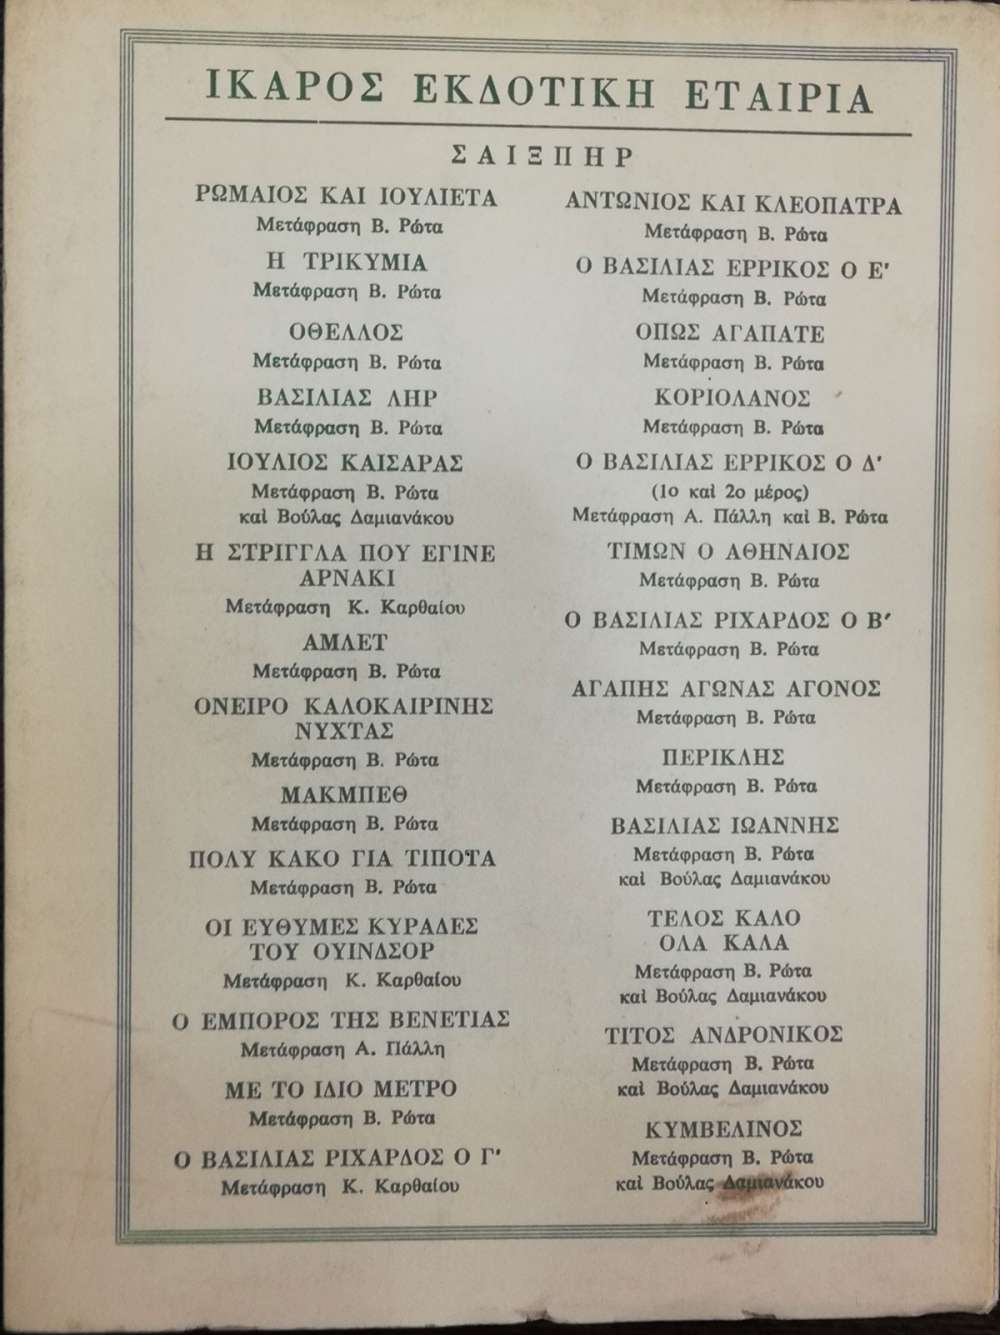 ΙΚΑΡΟΣ ΕΚΔΟΤΙΚΗ ΕΤΑΙΡΙΑ
ΣΑΙΞΠΗΡ
ΡΩΜΑΙΟΣ ΚΑΙ ΙΟΥΛΙΕΤΑ
Μετάφραση Β. Ρώτα
Η ΤΡΙΚΥΜΙΑ
Μετάφραση Β. Ρώτα
ΟΘΕΛΛΟΣ
Μετάφραση Β. Ρώτα
ΒΑΣΙΛΙΑΣ ΛΗΡ
Μετάφραση Β. Ρώτα
ΙΟΥΛΙΟΣ ΚΑΙΣΑΡΑΣ
Μετάφραση Β. Ρώτα
καὶ Βούλας Δαμιανάκου
Η ΣΤΡΙΓΓΛΑ ΠΟΥ ΕΓΙΝΕ
ΑΡΝΑΚΙ
Μετάφραση Κ. Καρθαίου
ΑΜΛΕΤ
Μετάφραση Β. Ρώτα
ΟΝΕΙΡΟ ΚΑΛΟΚΑΙΡΙΝΗΣ
ΝΥΧΤΑΣ
Μετάφραση Β. Ρώτα
ΜΑΚΜΠΕΘ
Μετάφραση Β. Ρώτα
ΠΟΛΥ ΚΑΚΟ ΓΙΑ ΤΙΠΟΤΑ
Μετάφραση Β. Ρώτα
ΟΙ ΕΥΘΥΜΕΣ ΚΥΡΑΔΕΣ
ΤΟΥ ΟΥΙΝΔΣΟΡ
Μετάφραση Κ. Καρθαίου
Ο ΕΜΠΟΡΟΣ ΤΗΣ ΒΕΝΕΤΙΑΣ
Μετάφραση Α. Πάλλη
ΜΕ ΤΟ ΙΔΙΟ ΜΕΤΡΟ
Μετάφραση Β. Ρώτα
Ο ΒΑΣΙΛΙΑΣ ΡΙΧΑΡΔΟΣ Ο Γ'
Μετάφραση Κ. Καρθαίου
ΑΝΤΩΝΙΟΣ ΚΑΙ ΚΛΕΟΠΑΤΡΑ
Μετάφραση Β. Ρώτα
Ο ΒΑΣΙΛΙΑΣ ΕΡΡΙΚΟΣ Ο Ε'
Μετάφραση Β. Ρώτα
ΟΠΩΣ ΑΓΑΠΑΤΕ
Μετάφραση Β. Ρώτα
ΚΟΡΙΟΛΑΝΟΣ
Μετάφραση Β. Ρώτα
Ο ΒΑΣΙΛΙΑΣ ΕΡΡΙΚΟΣ Ο Δ'
(1ο καὶ 2ο μέρος)
Μετάφραση Α. Πάλλη καὶ Β. Ρώτα
ΤΙΜΩΝ Ο ΑΘΗΝΑΙΟΣ
Μετάφραση Β. Ρώτα
Ο ΒΑΣΙΛΙΑΣ ΡΙΧΑΡΔΟΣ Ο Β'
Μετάφραση Β. Ρώτα
ΑΓΑΠΗΣ ΑΓΩΝΑΣ ΑΓΟΝΟΣ
Μετάφραση Β. Ρώτα
ΠΕΡΙΚΛΗΣ
Μετάφραση Β. Ρώτα
ΒΑΣΙΛΙΑΣ ΙΩΑΝΝΗΣ
Μετάφραση Β. Ρώτα
καὶ Βούλας Δαμιανάκου
ΤΕΛΟΣ ΚΑΛΟ
ΟΛΑ ΚΑΛΑ
Μετάφραση Β. Ρώτα
καὶ Βούλας Δαμιανάκου
ΤΙΤΟΣ ΑΝΔΡΟΝΙΚΟΣ
Μετάφραση Β. Ρώτα
καὶ Βούλας Δαμιανάκου
ΚΥΜΒΕΛΙΝΟΣ
Μετάφραση Β. Ρώτα
καὶ Βούλας Δαμιανάκου